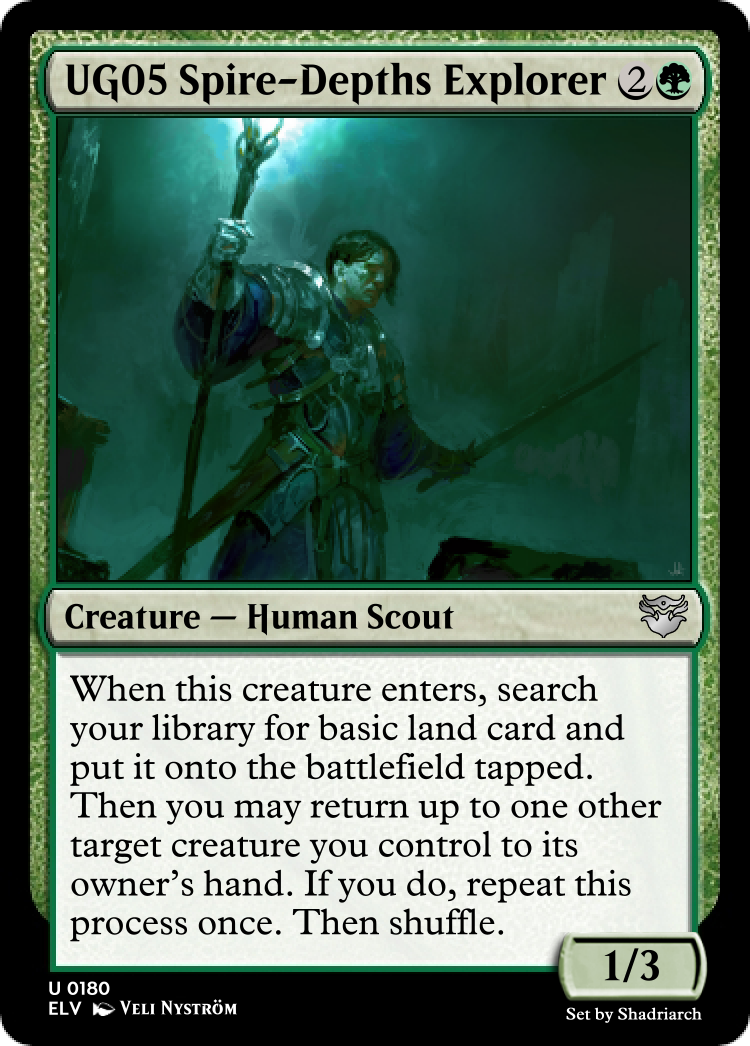 UG05 Spire-Depths Explorer 2
Creature — Human Scout
When this creature enters, search
your library for basic land card and
put it onto the battlefield tapped.
Then you may return up to one other
target creature you control to its
owner's hand. If you do, repeat this
process once. Then shuffle.
1/3
U 0180
ELV VELI NYSTRÖM
Set by Shadriarch